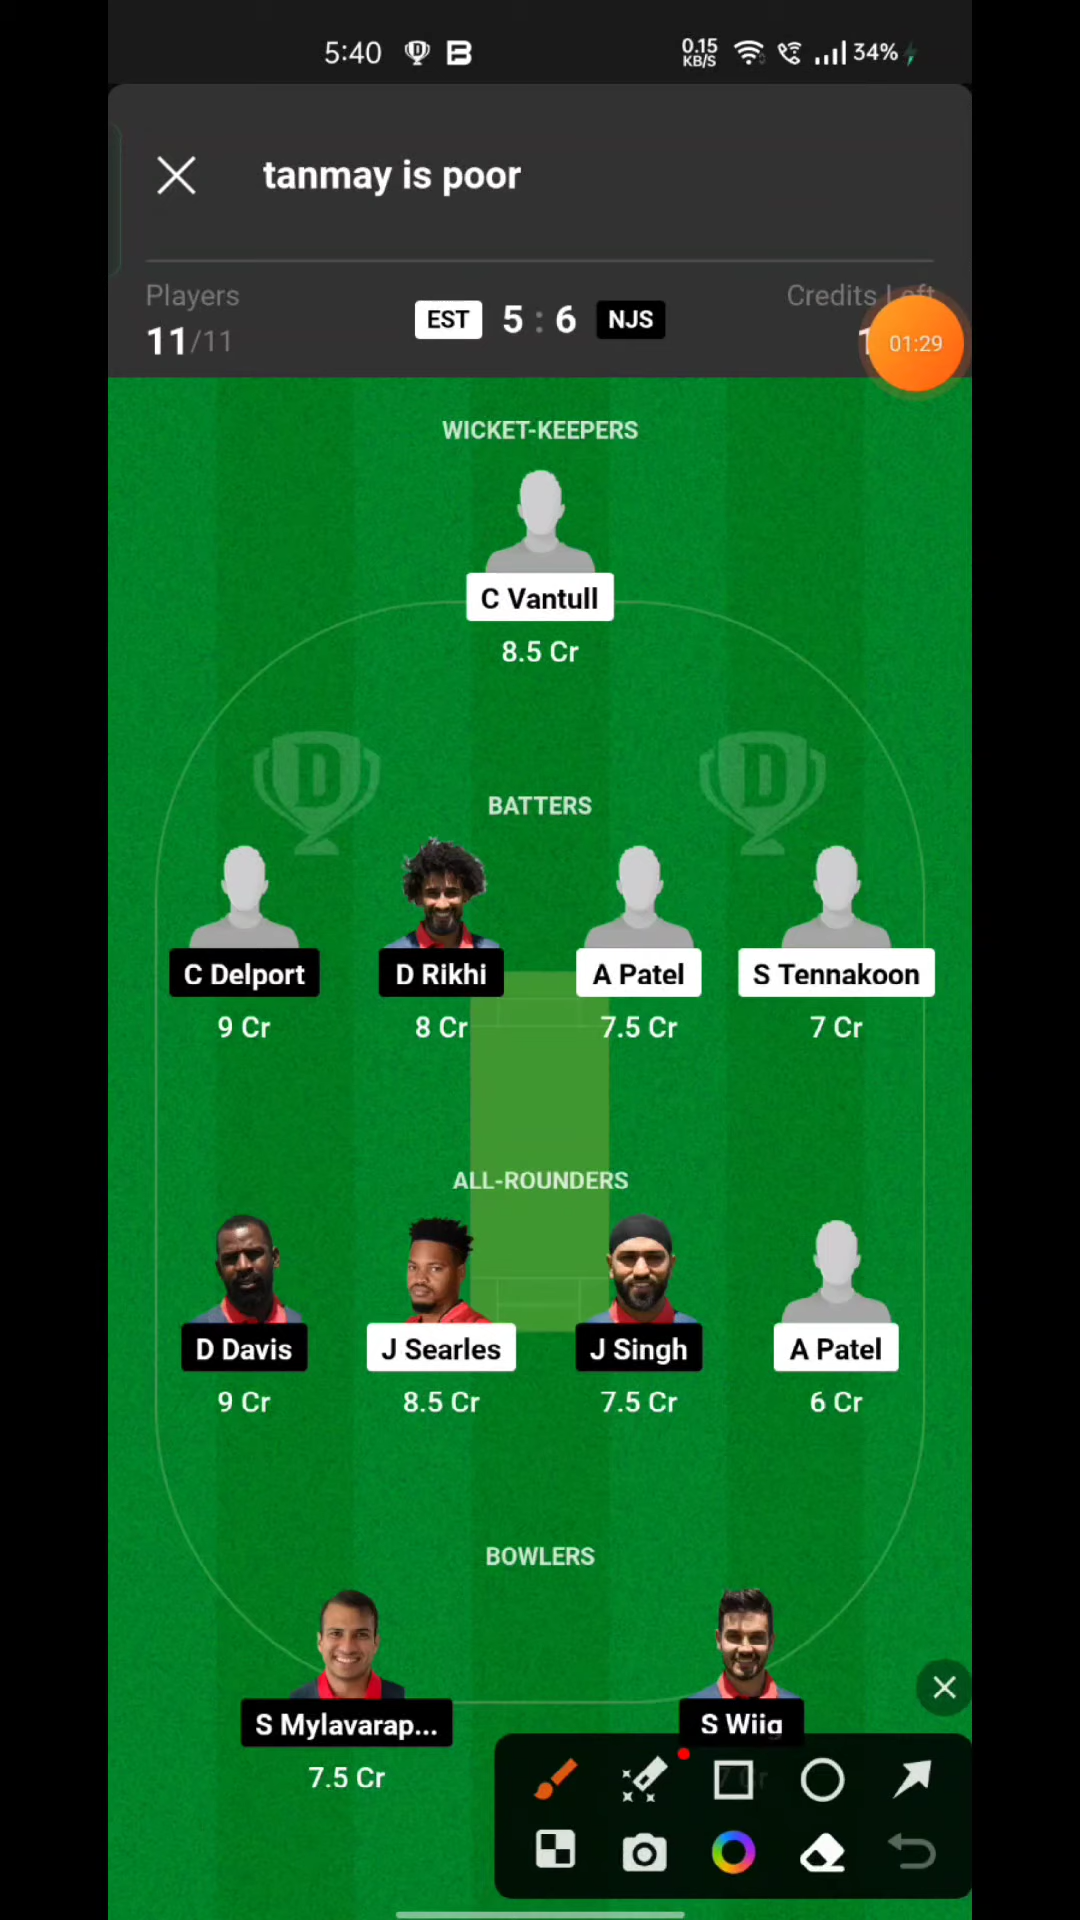 5:40
0.15
KB/S
34%
tanmay is poor
Players
Credits Left
11/11
EST 5 : 6 NJS
01:29
WICKET-KEEPERS
C Vantull
8.5 Cr
BATTERS
C Delport D Rikhi A Patel S Tennakoon
9 Cr 8 Cr 7.5 Cr 7 Cr
ALL-ROUNDERS
D Davis J Searles J Singh A Patel
9 Cr 8.5 Cr 7.5 Cr 6 Cr
BOWLERS
S Mylavarap... S Wiig
7.5 Cr